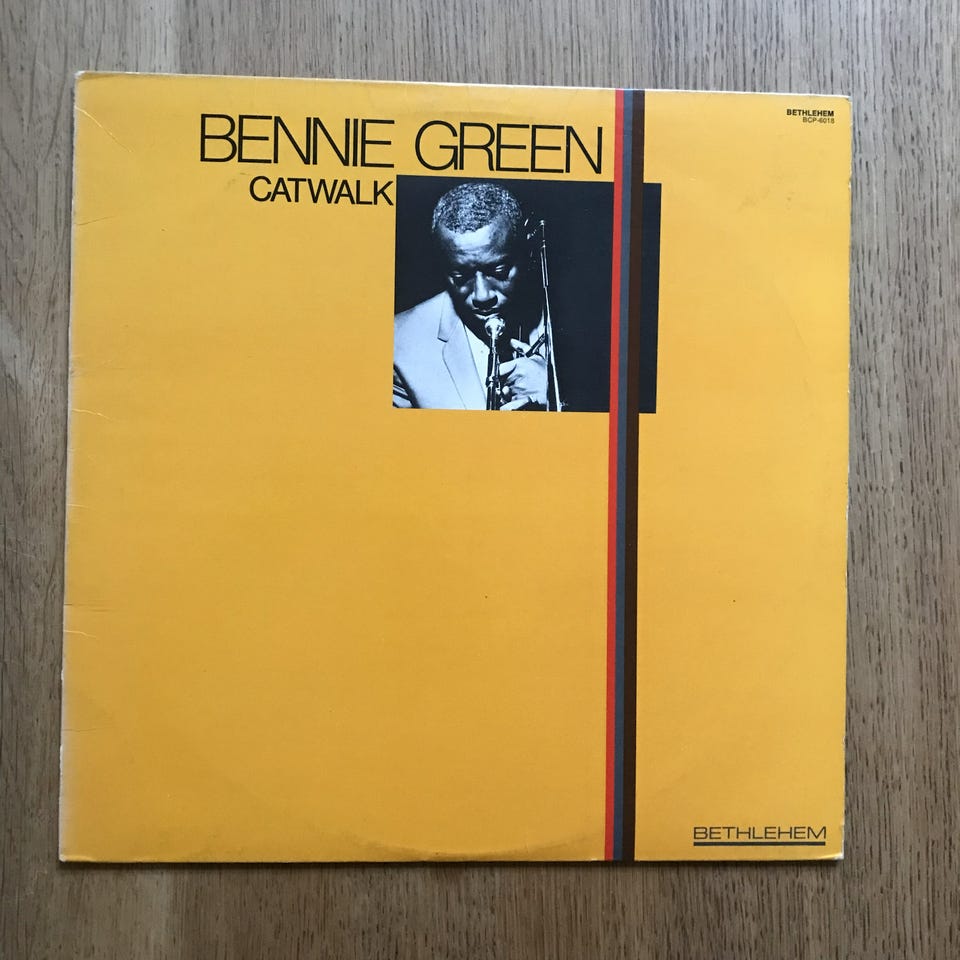 BENNIE GREEN
CATWALK
BETHLEHEM
BCP-6018
BETHLEHEM